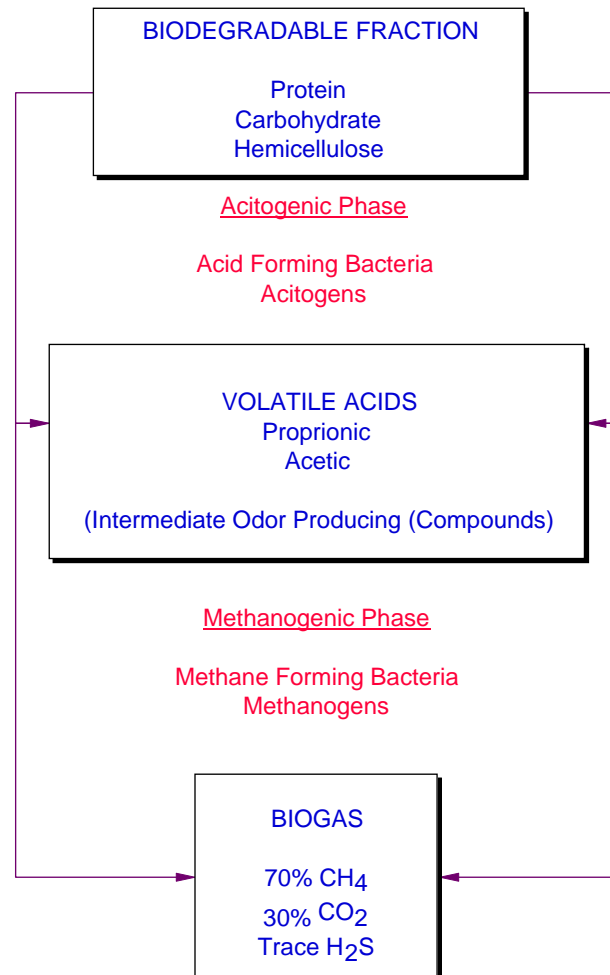 BIODEGRADABLE FRACTION
Protein
Carbohydrate
Hemicellulose
Acitogenic Phase
Acid Forming Bacteria
Acitogens
VOLATILE ACIDS
Proprionic
Acetic
(Intermediate Odor Producing (Compounds)
Methanogenic Phase
Methane Forming Bacteria
Methanogens
BIOGAS
70% CH4
30% CO2
Trace H2S